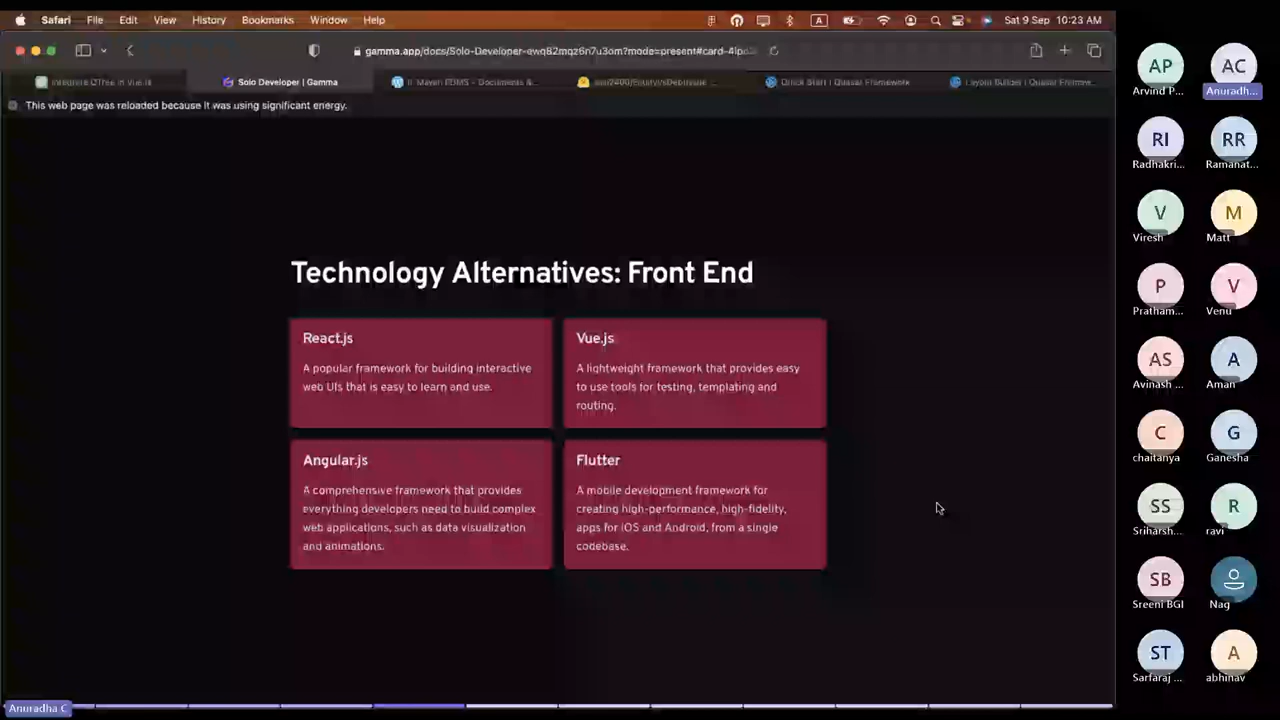 Safari File Edit View History Bookmarks Window Help A Sat 9 Sep 10:23 AM
Solo Developer | Gamma
Quick Start | Quasar Framework
This web page was reloaded because it was using significant energy.
Technology Alternatives: Front End
React.js
A popular framework for building interactive
web UIs that is easy to learn and use.
Vue.js
A lightweight framework that provides easy
to use tools for testing, templating and
routing.
Angular.js
A comprehensive framework that provides
everything developers need to build complex
web applications, such as data visualization
and animations.
Flutter
A mobile development framework for
creating high-performance, high-fidelity,
apps for iOS and Android, from a single
codebase.
AP AC
Arvind P... Anuradh...
RI RR
Radhakri... Ramanat...
V M
Viresh Matt
P V
Pratham... Venu
AS A
Avinash ... Aman
C G
chaitanya Ganesha
SS R
Sriharsh... ravi
SB
Sreeni BGI Nag
ST A
Sarfaraj ... abhinav
Anuradha C